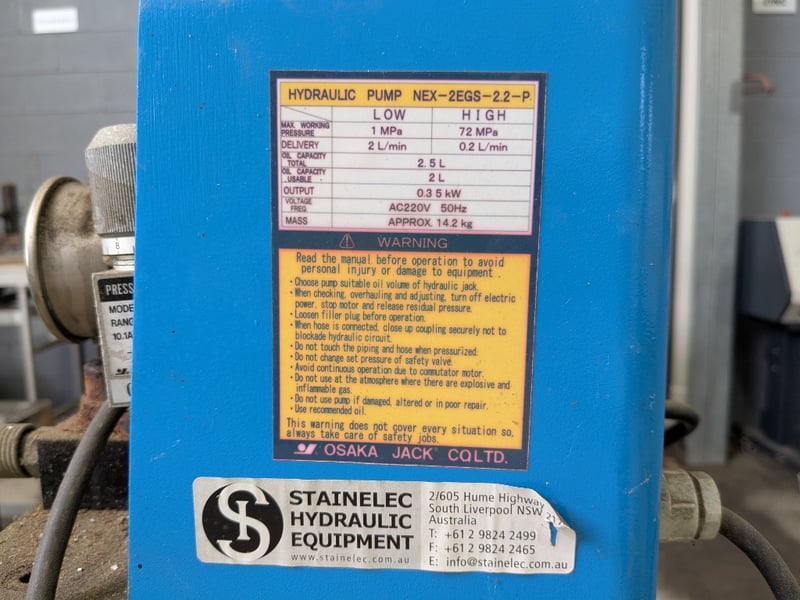 HYDRAULIC PUMP NEX-2EGS-2.2-P
LOW HIGH
MAX. WORKING PRESSURE 1 MPa 72 MPa
DELIVERY 2 L/min 0.2 L/min
OIL CAPACITY TOTAL 2.5 L
OIL CAPACITY USABLE 2 L
OUTPUT 0.35 kW
VOLTAGE FREQ. AC220V 50Hz
MASS APPROX. 14.2 kg
WARNING
Read the manual before operation to avoid
personal injury or damage to equipment .
・Choose pump suitable oil volume of hydraulic jack.
・When checking, overhauling and adjusting, turn off electric
power, stop motor and release residual pressure.
・Loosen filler plug before operation.
・When hose is connected, close up coupling securely not to
blockade hydraulic circuit.
・Do not touch the piping and hose when pressurized.
・Do not change set pressure of safety valve.
・Avoid continuous operation due to commutator motor.
・Do not use at the atmosphere where there are explosive and
inflammable gas.
・Do not use pump if damaged, altered or in poor repair.
・Use recommended oil.
This warning does not cover every situation so,
always take care of safety jobs.
OSAKA JACK CO.,LTD.
PRESS
MODE
RANG
10.1A
8
SI
STAINELEC
HYDRAULIC
EQUIPMENT
www.stainelec.com.au
2/605 Hume Highway
South Liverpool NSW
Australia
T: +61 2 9824 2499
F: +61 2 9824 2465
E: info@stainelec.com.au